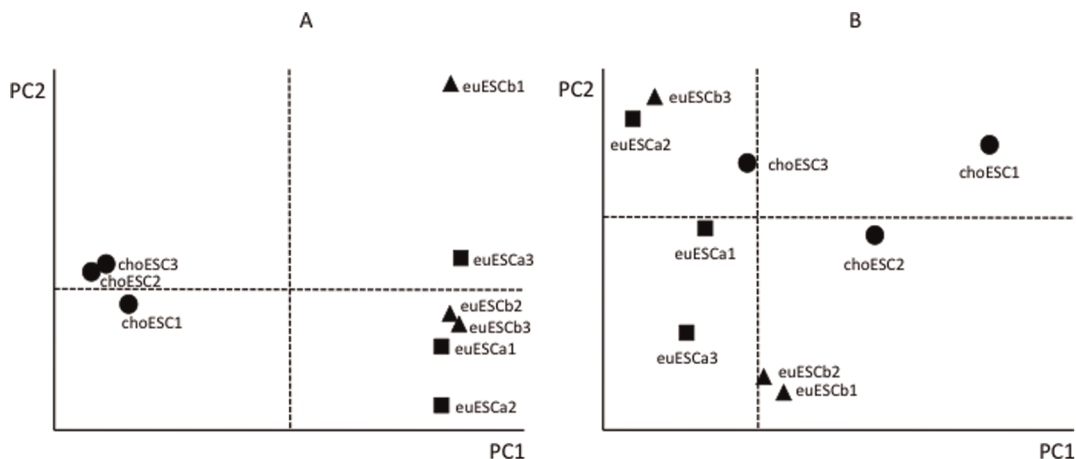 A
PC2
euESCb1
euESCa3
choESC3
choESC2
choESC1
euESCb2
euESCb3
euESCa1
euESCa2
PC1
B
PC2
euESCb3
euESCa2
choESC3
choESC1
euESCa1
choESC2
euESCa3
euESCb2
euESCb1
PC1